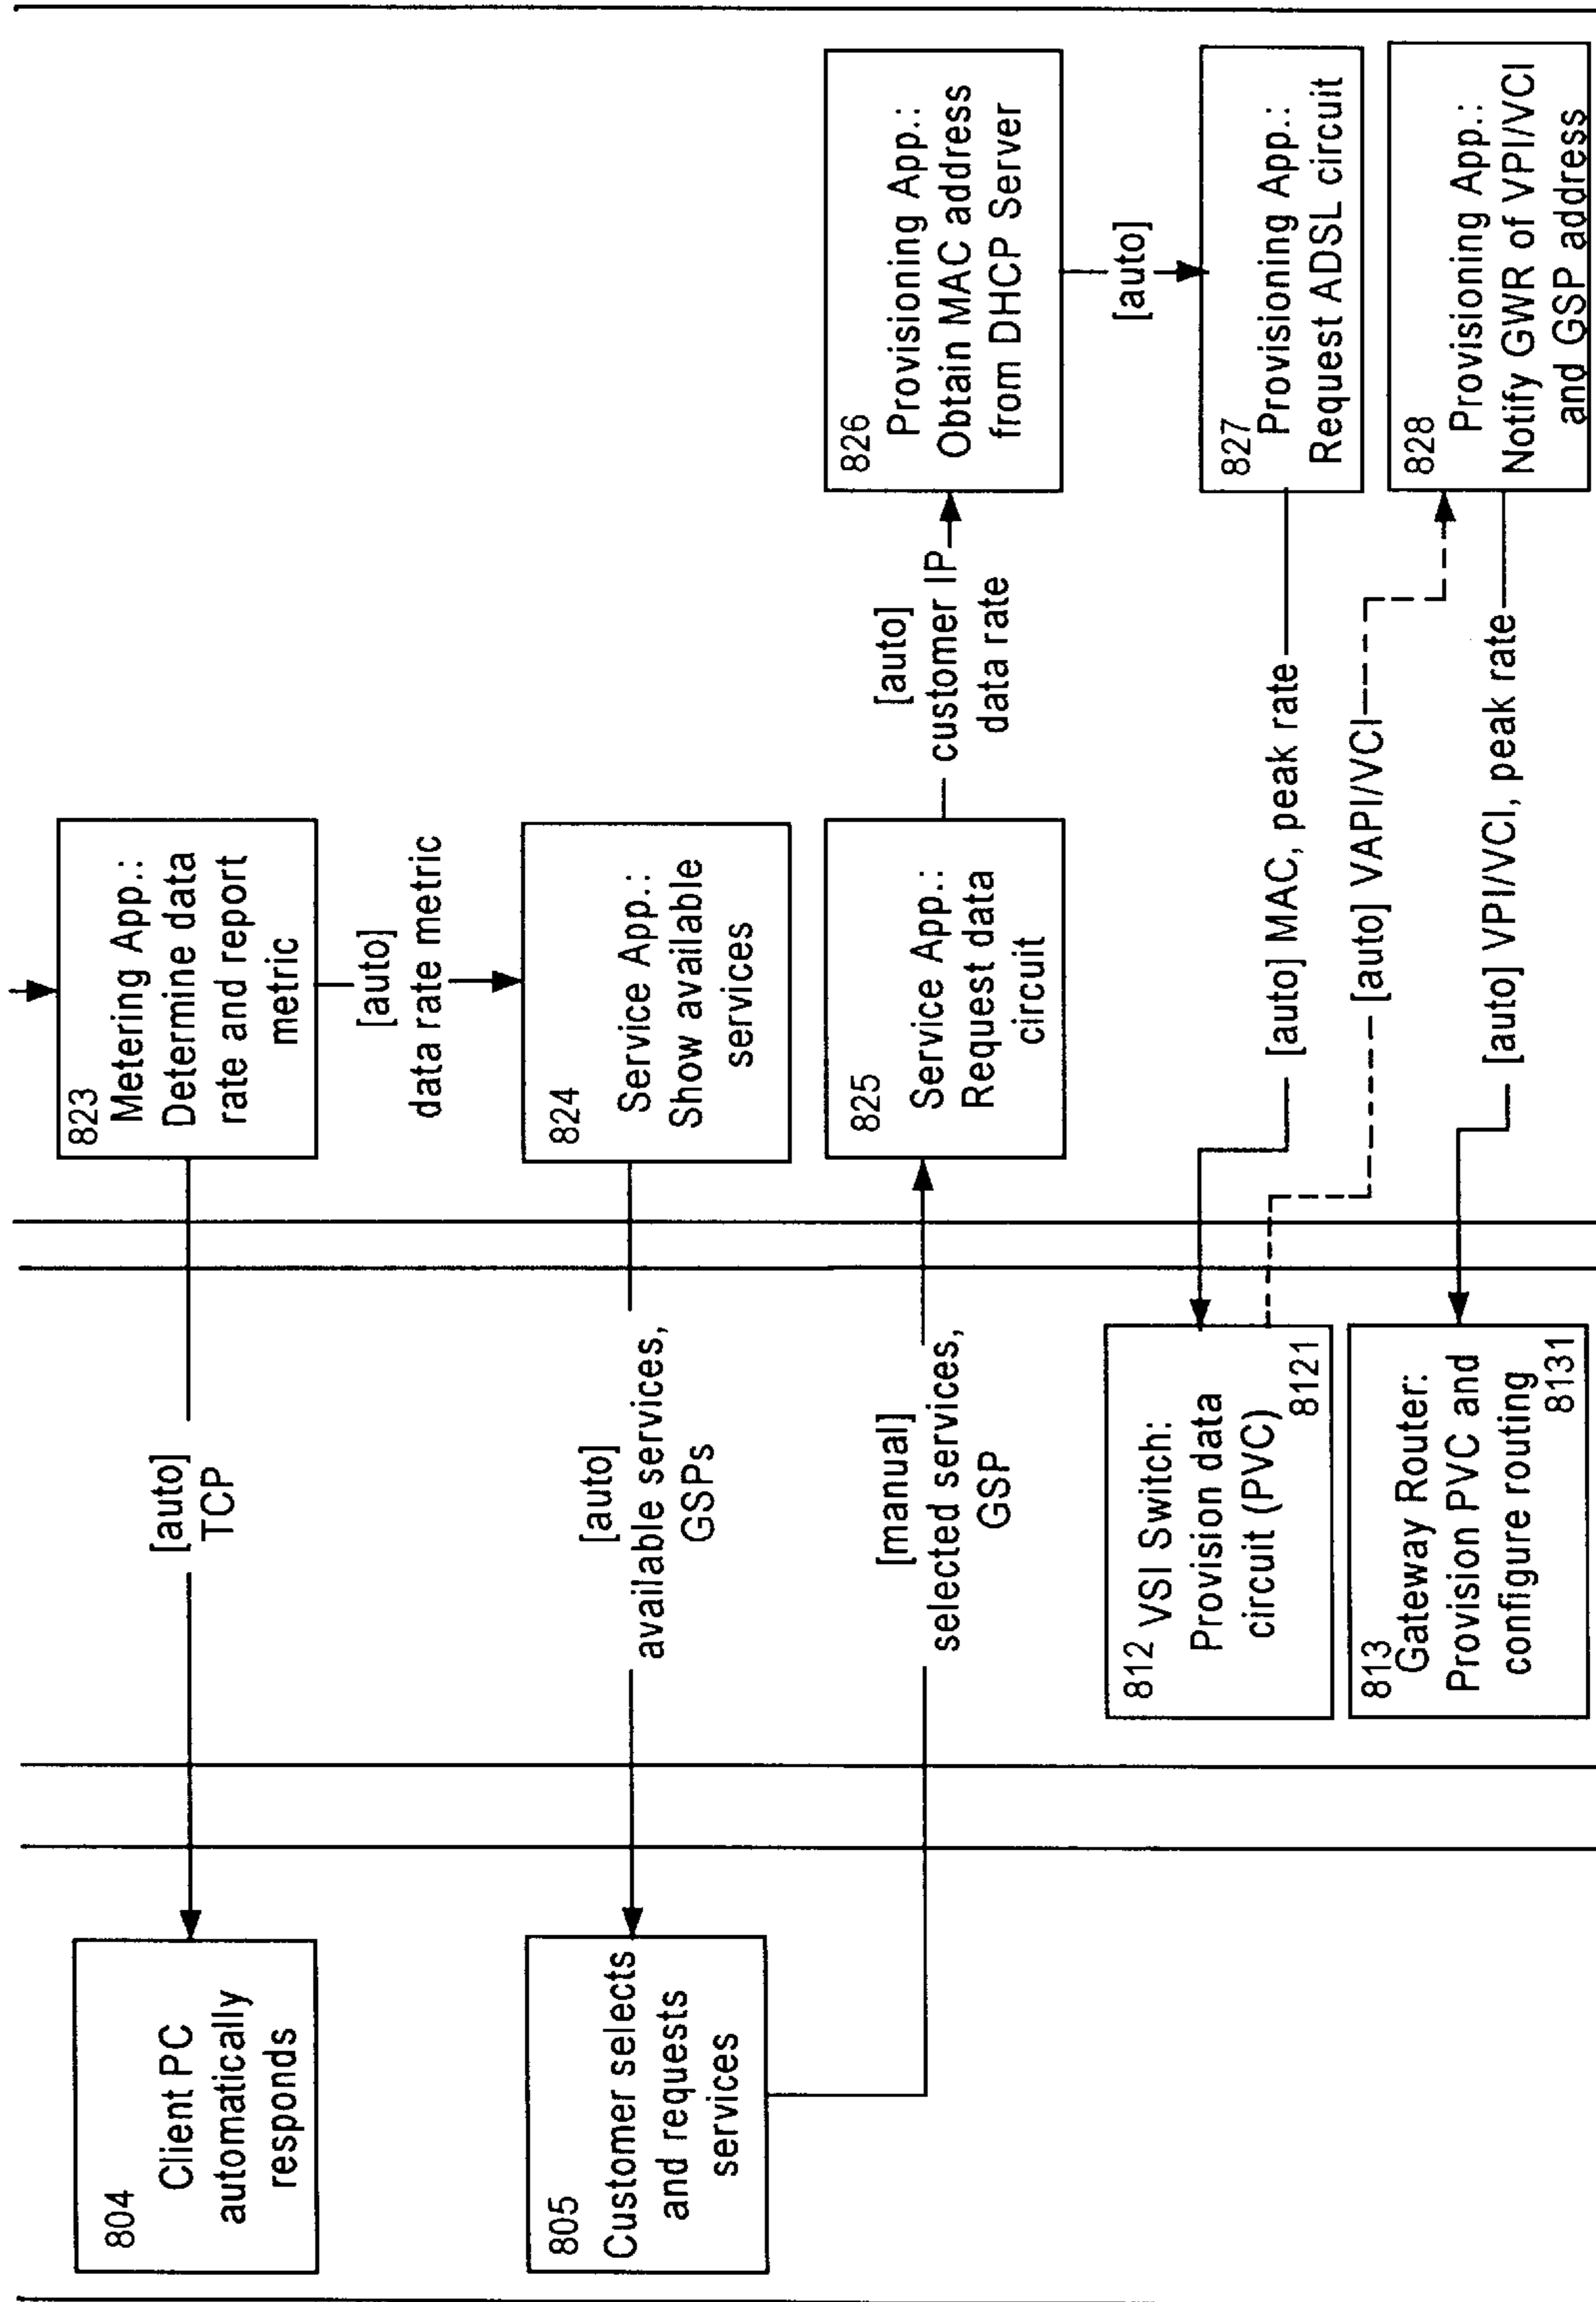 804
Client PC
automatically
responds
[auto]
TCP
823
Metering App.:
Determine data
rate and report
metric
[auto]
data rate metric
805
Customer selects
and requests
services
[auto]
available services,
GSPs
824
Service App.:
Show available
services
[manual]
selected services,
GSP
825
Service App.:
Request data
circuit
[auto]
customer IP
data rate
826
Provisioning App.:
Obtain MAC address
from DHCP Server
[auto]
812 VSI Switch:
Provision data
circuit (PVC)
8121
[auto] MAC, peak rate
827
Provisioning App.:
Request ADSL circuit
[auto] VAPI/VCI
813
Gateway Router:
Provision PVC and
configure routing
8131
[auto] VPI/VCI, peak rate
828
Provisioning App.:
Notify GWR of VPI/VCI
and GSP address